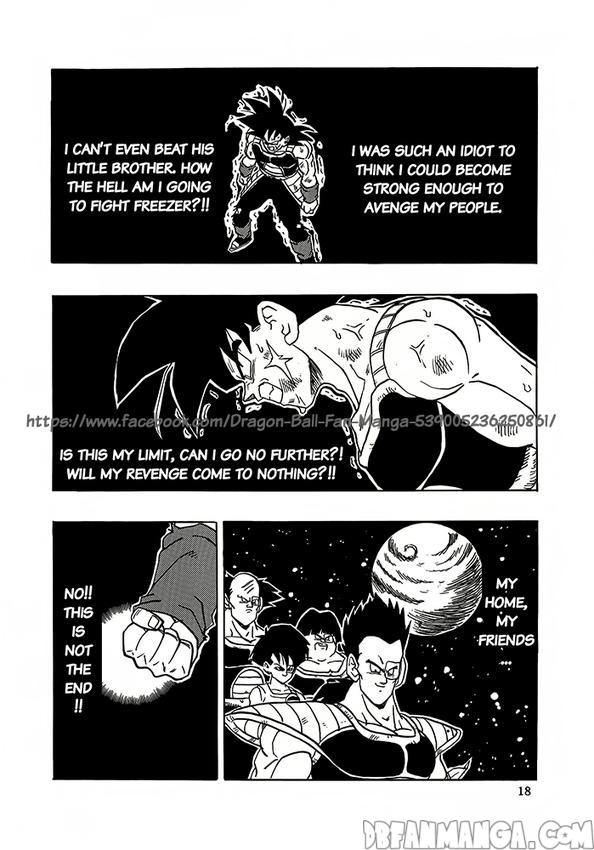 I CAN'T EVEN BEAT HIS
LITTLE BROTHER. HOW
THE HELL AM I GOING
TO FIGHT FREEZER?!!
I WAS SUCH AN IDIOT TO
THINK I COULD BECOME
STRONG ENOUGH TO
AVENGE MY PEOPLE.
https://www.facebook.com/Dragon-Ball-Fan-Manga-539005236250861/
IS THIS MY LIMIT, CAN I GO NO FURTHER?!
WILL MY REVENGE COME TO NOTHING?!!
NO!!
THIS
IS
NOT
THE
END
!!
MY
HOME,
MY
FRIENDS
...
18
DBFANMANGA.COM